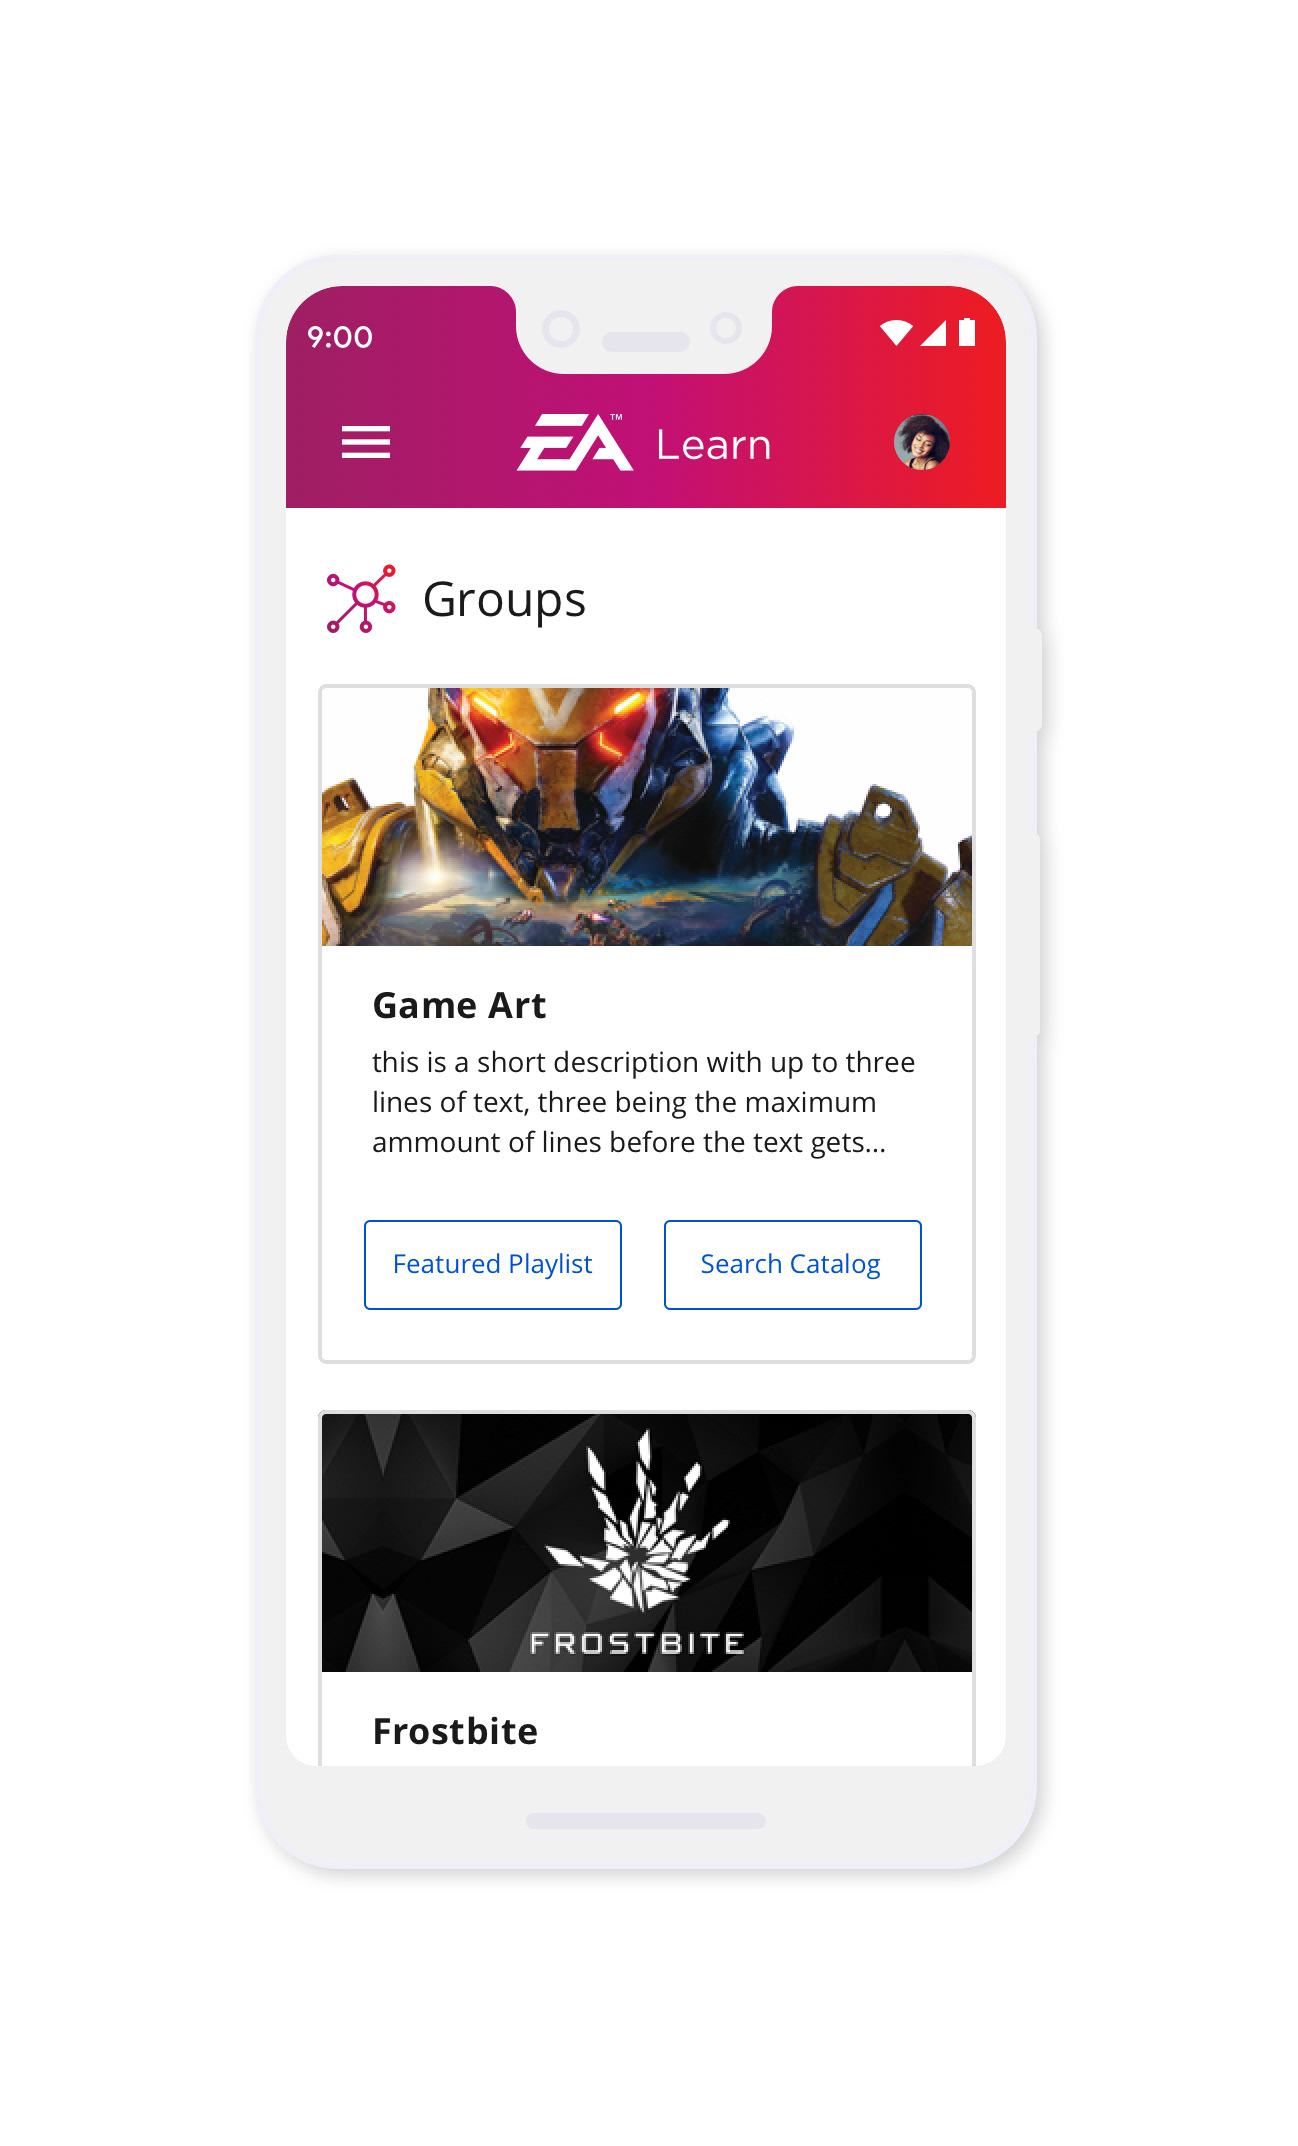 9:00
EA™ Learn
Groups
Game Art
this is a short description with up to three
lines of text, three being the maximum
ammount of lines before the text gets...
Featured Playlist
Search Catalog
FROSTBITE
Frostbite